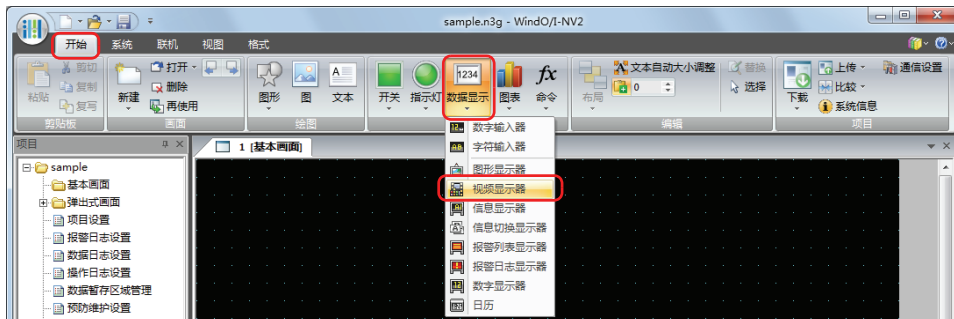 sample.n3g - WindO/I-NV2
开始 系统 联机 视图 格式
粘贴 剪切 复制 复写
新建 打开 删除 再使用
图形 图 文本
开关 指示灯 1234 数据显示 图表 fx 命令
布局 文本自动大小调整 0 替换 选择
下载 上传 比较 系统信息 通信设置
剪贴板 画面 绘图 编辑 项目
项目
1 [基本画面]
sample
基本画面
弹出式画面
项目设置
报警日志设置
数据日志设置
操作日志设置
数据暂存区域管理
预防维护设置
数字输入器
字符输入器
图形显示器
视频显示器
信息显示器
信息切换显示器
报警列表显示器
报警日志显示器
数字显示器
日历